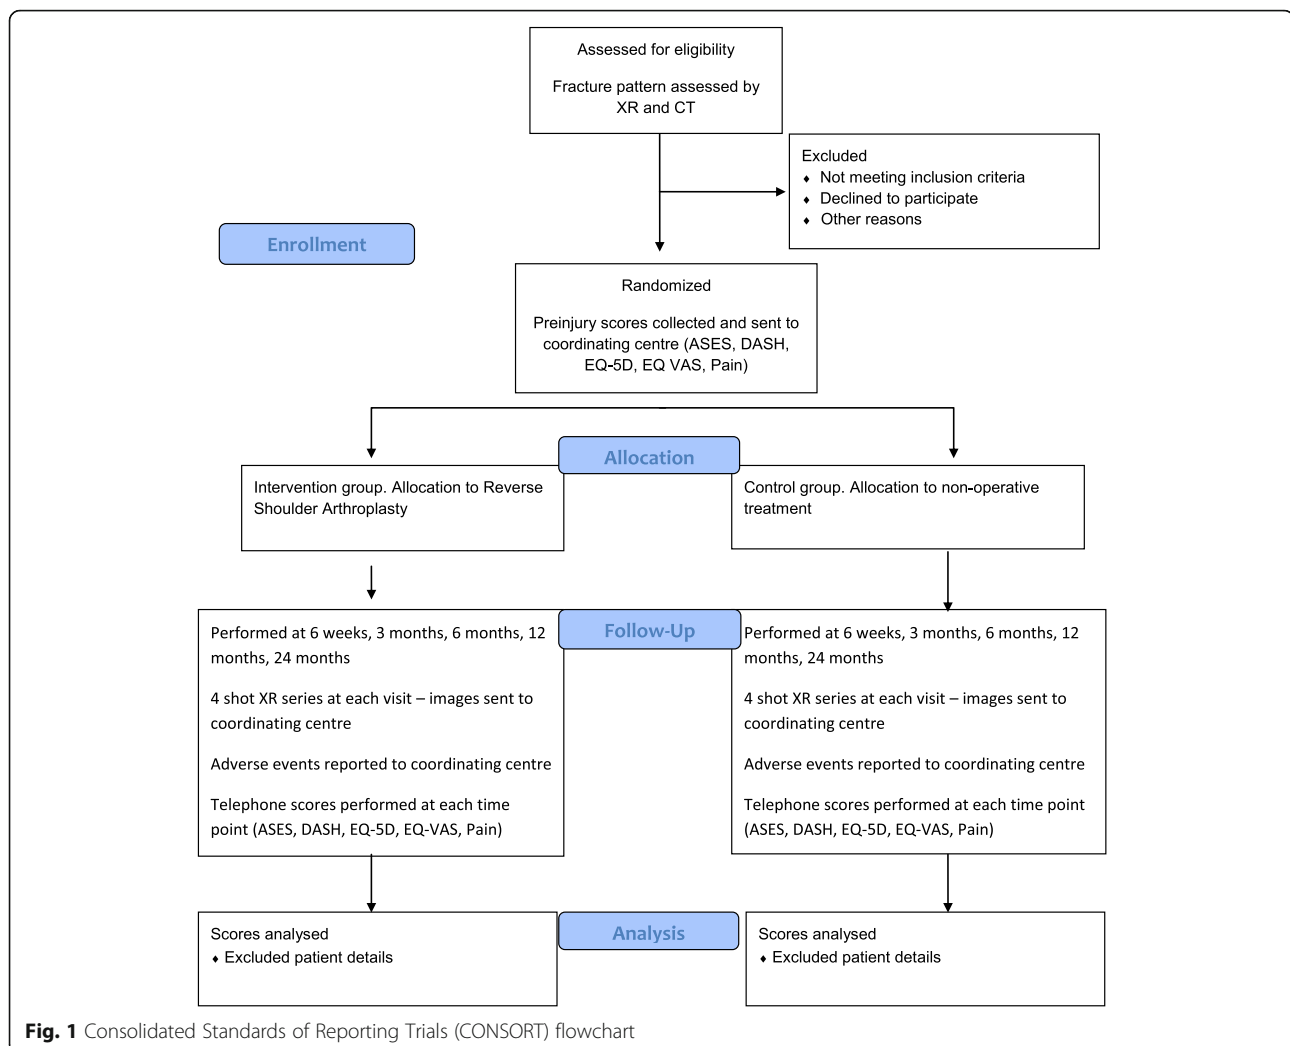 Assessed for eligibility
Fracture pattern assessed by
XR and CT
Excluded
♦ Not meeting inclusion criteria
♦ Declined to participate
♦ Other reasons
Enrollment
Randomized
Preinjury scores collected and sent to
coordinating centre (ASES, DASH,
EQ-5D, EQ VAS, Pain)
Allocation
Intervention group. Allocation to Reverse
Shoulder Arthroplasty
Control group. Allocation to non-operative
treatment
Follow-Up
Performed at 6 weeks, 3 months, 6 months, 12
months, 24 months
4 shot XR series at each visit – images sent to
coordinating centre
Adverse events reported to coordinating centre
Telephone scores performed at each time
point (ASES, DASH, EQ-5D, EQ-VAS, Pain)
Performed at 6 weeks, 3 months, 6 months, 12
months, 24 months
4 shot XR series at each visit – images sent to
coordinating centre
Adverse events reported to coordinating centre
Telephone scores performed at each time point
(ASES, DASH, EQ-5D, EQ-VAS, Pain)
Analysis
Scores analysed
♦ Excluded patient details
Scores analysed
♦ Excluded patient details
Fig. 1 Consolidated Standards of Reporting Trials (CONSORT) flowchart